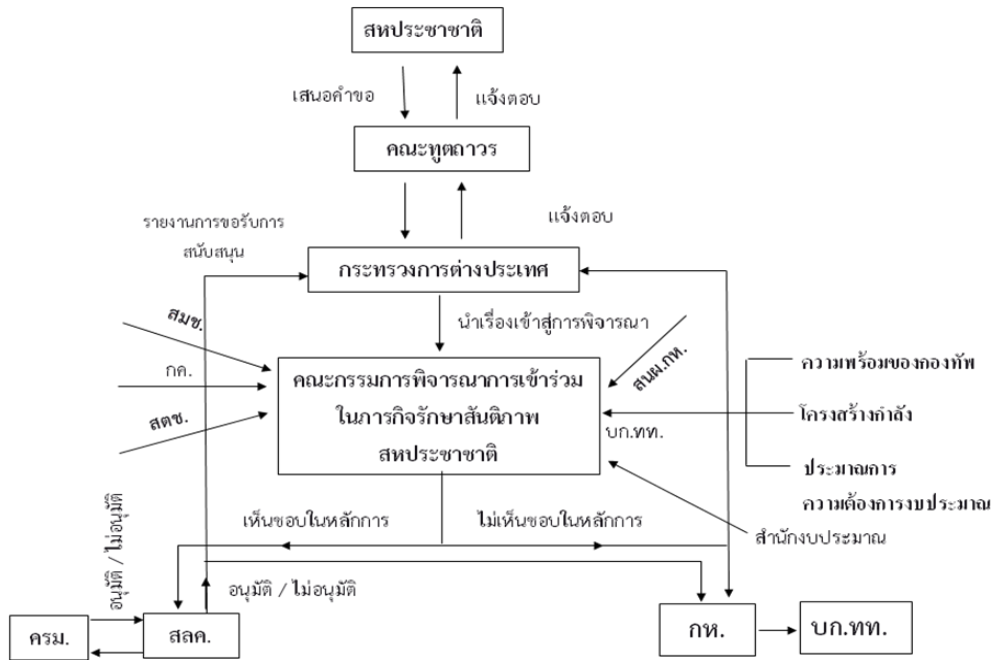 สหประชาชาติ
เสนอคำขอ
แจ้งตอบ
คณะทูตถาวร
รายงานการขอรับการ
สนับสนุน
แจ้งตอบ
กระทรวงการต่างประเทศ
สมช.
นำเรื่องเข้าสู่การพิจารณา
กค.
สตช.
คณะกรรมการพิจารณาการเข้าร่วม
ในภารกิจรักษาสันติภาพ
สหประชาชาติ
สนผ.กห.
บก.ทท.
ความพร้อมของกองทัพ
โครงสร้างกำลัง
ประมาณการ
ความต้องการงบประมาณ
สำนักงบประมาณ
เห็นชอบในหลักการ
ไม่เห็นชอบในหลักการ
อนุมัติ / ไม่อนุมัติ
อนุมัติ / ไม่อนุมัติ
ครม.
สลค.
กห.
บก.ทท.